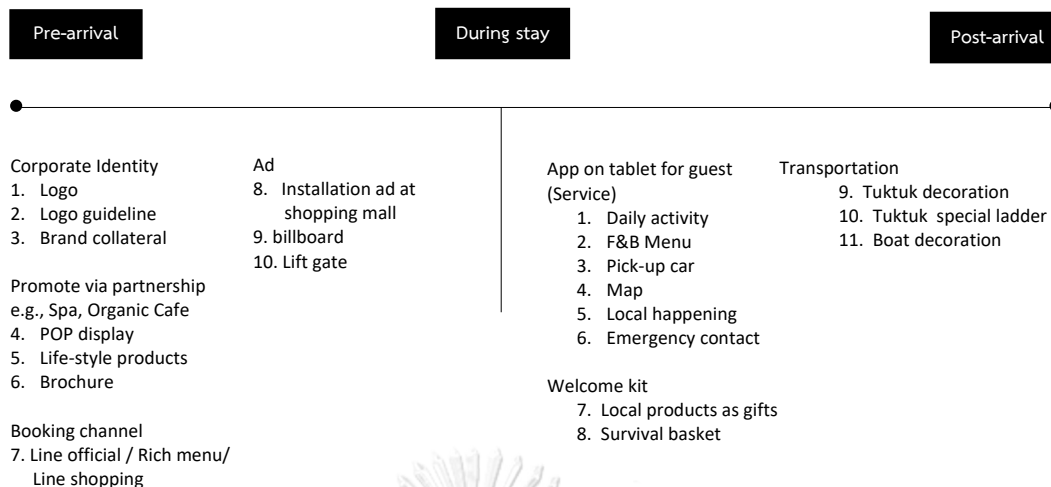 Pre-arrival
During stay
Post-arrival
Corporate Identity
1. Logo
2. Logo guideline
3. Brand collateral
Promote via partnership
e.g., Spa, Organic Cafe
4. POP display
5. Life-style products
6. Brochure
Booking channel
7. Line official / Rich menu/
Line shopping
Ad
8. Installation ad at
shopping mall
9. billboard
10. Lift gate
App on tablet for guest
(Service)
1. Daily activity
2. F&B Menu
3. Pick-up car
4. Map
5. Local happening
6. Emergency contact
Welcome kit
7. Local products as gifts
8. Survival basket
Transportation
9. Tuktuk decoration
10. Tuktuk special ladder
11. Boat decoration